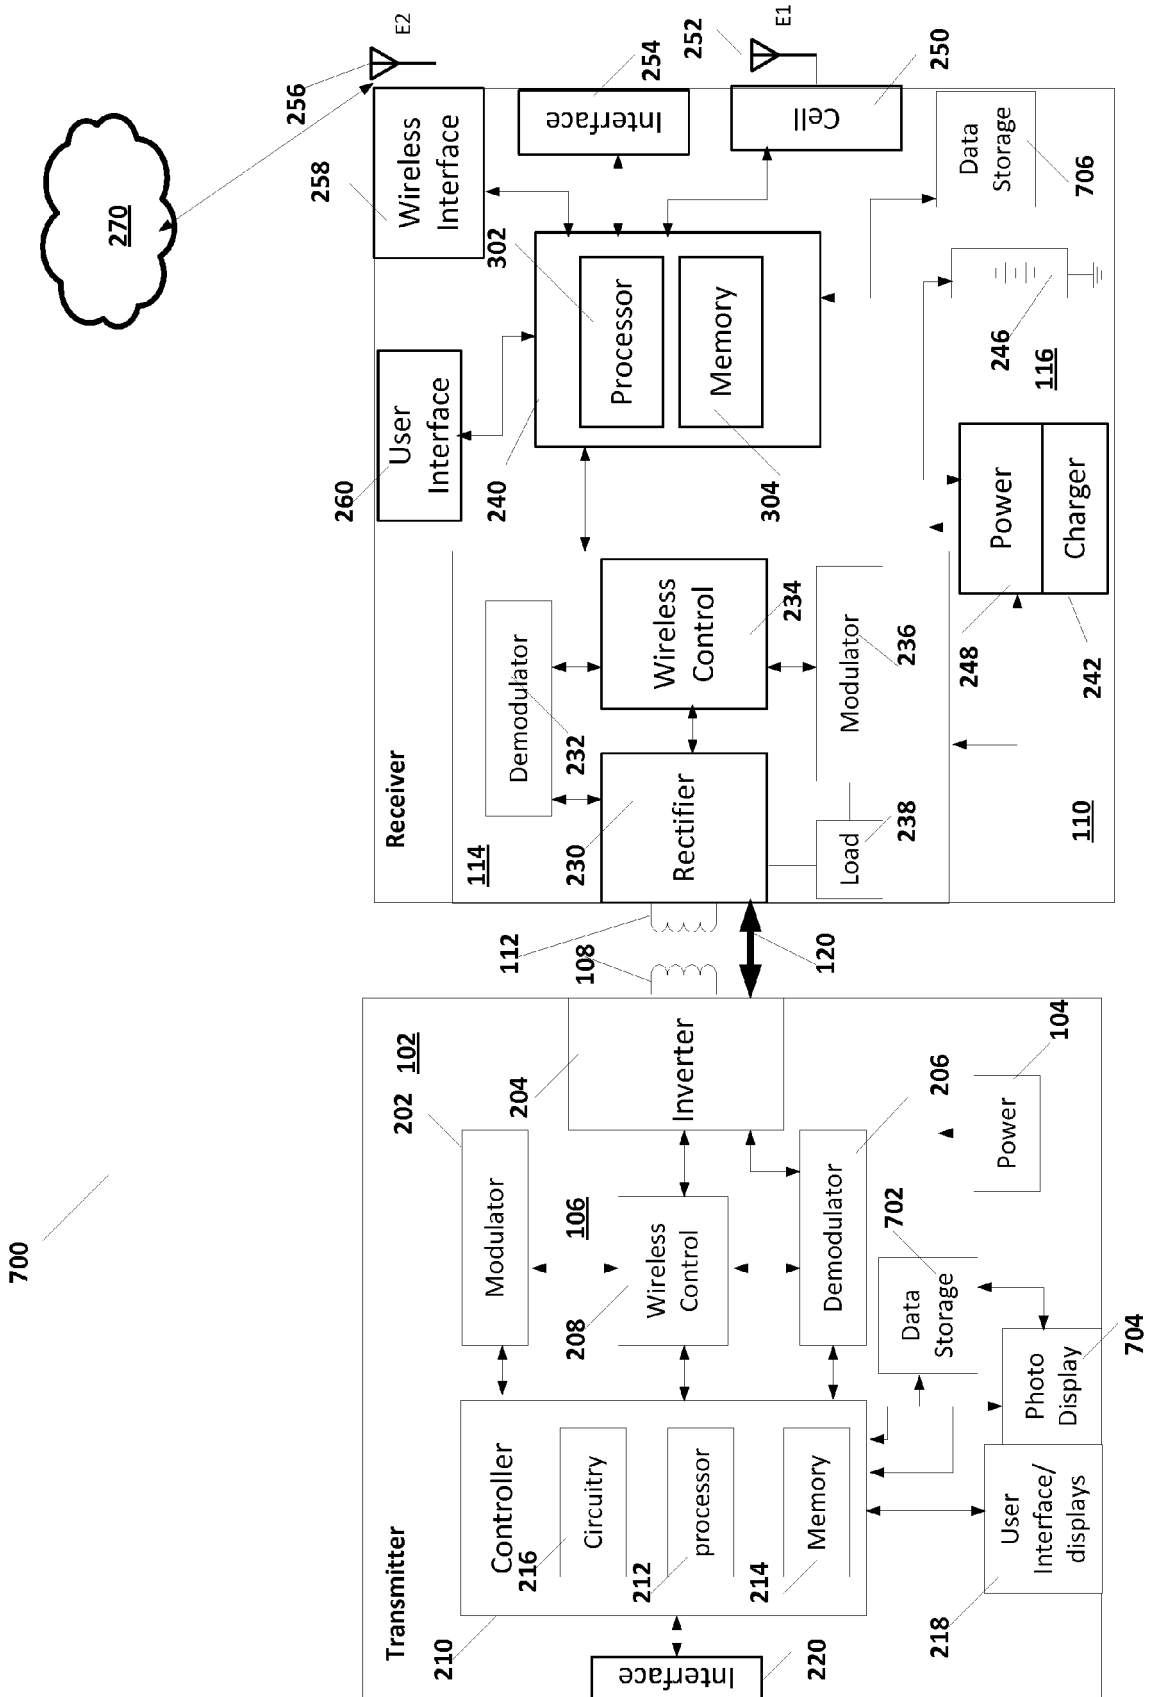 700
Transmitter
102
202
Modulator
204
Inverter
106
Wireless
Control
208
206
Demodulator
104
Power
702
Data
Storage
704
Photo
Display
Controller
210
216
Circuitry
212
processor
214
Memory
User
Interface/
displays
218
Interface
220
108
112
120
Receiver
114
Demodulator
232
230
Rectifier
Wireless
Control
234
Modulator
236
Load
238
110
260
User
Interface
240
302
Processor
Memory
304
258
Wireless
Interface
256
E2
270
254
Interface
252
E1
250
Cell
Data
Storage
706
246
116
Power
Charger
248
242